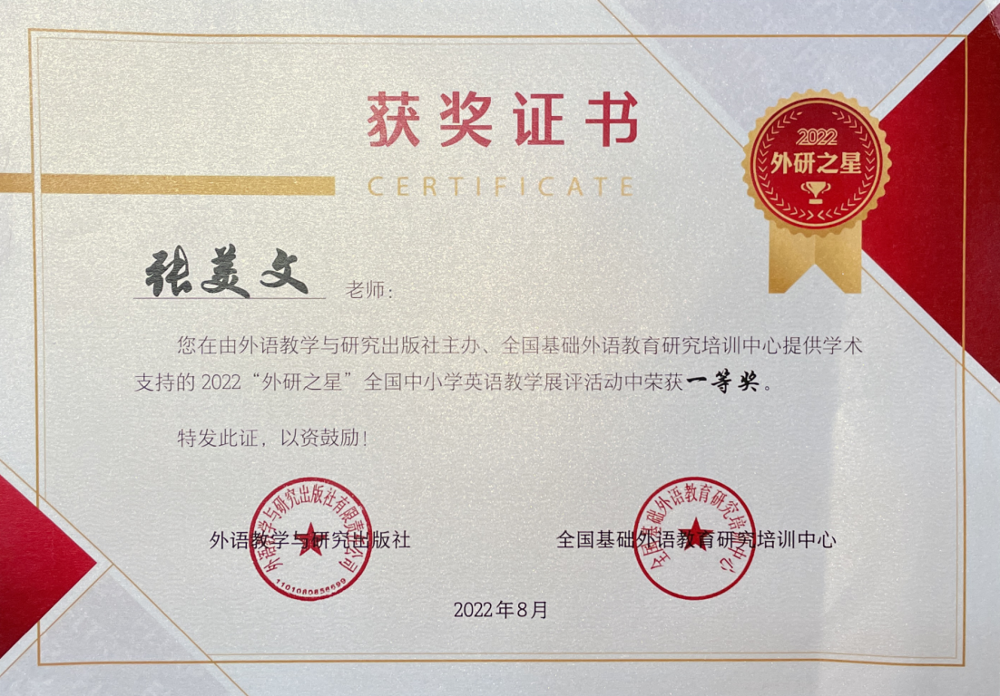 获奖证书
CERTIFICATE
2022
外研之星
张美文 老师：
您在由外语教学与研究出版社主办、全国基础外语教育研究培训中心提供学术
支持的2022“外研之星”全国中小学英语教学展评活动中荣获一等奖。
特发此证，以资鼓励！
外语教学与研究出版社有限责任公司
外语教学与研究出版社
全国基础外语教育研究培训中心
全国基础外语教育研究培训中心
2022年8月